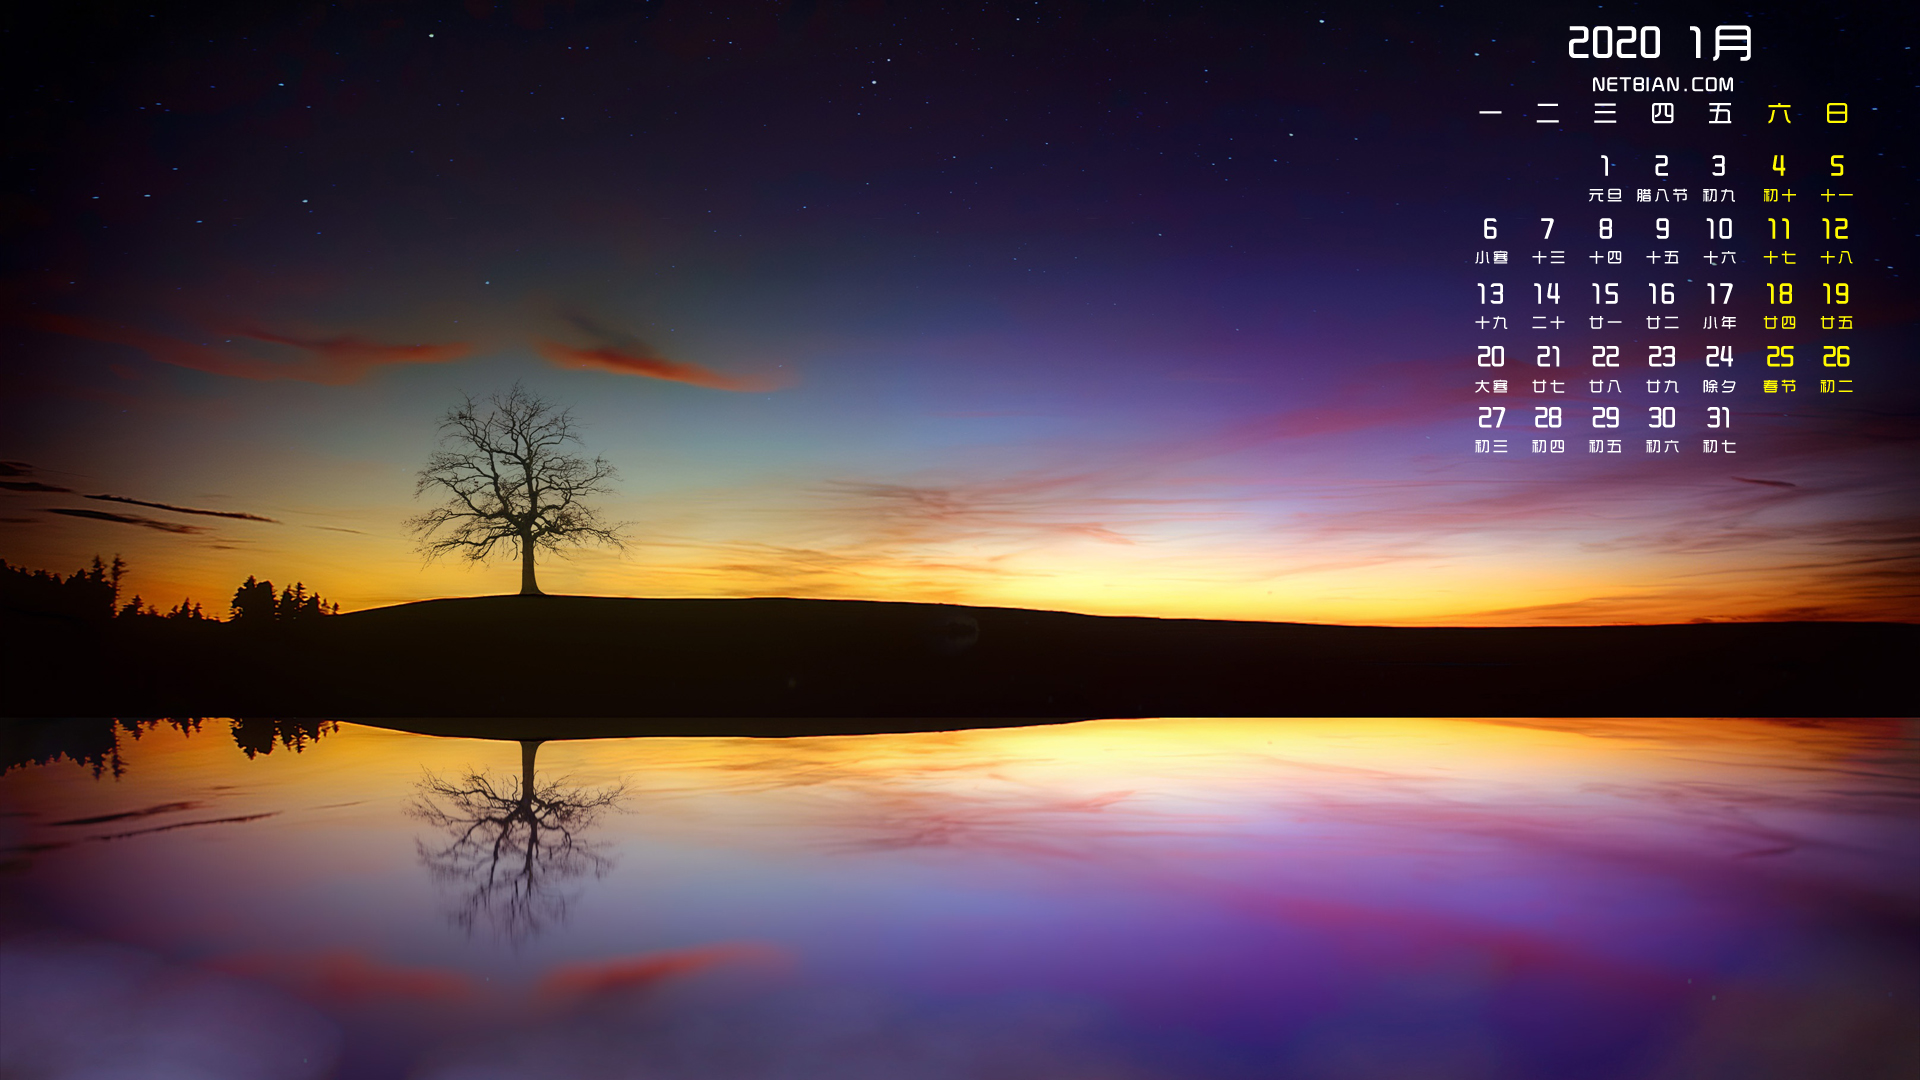 2020 1月
NETBIAN.COM
一 二 三 四 五 六 日
1 2 3 4 5
元旦 腊八节 初九 初十 十一
6 7 8 9 10 11 12
小寒 十三 十四 十五 十六 十七 十八
13 14 15 16 17 18 19
十九 二十 廿一 廿二 小年 廿四 廿五
20 21 22 23 24 25 26
大寒 廿七 廿八 廿九 除夕 春节 初二
27 28 29 30 31
初三 初四 初五 初六 初七